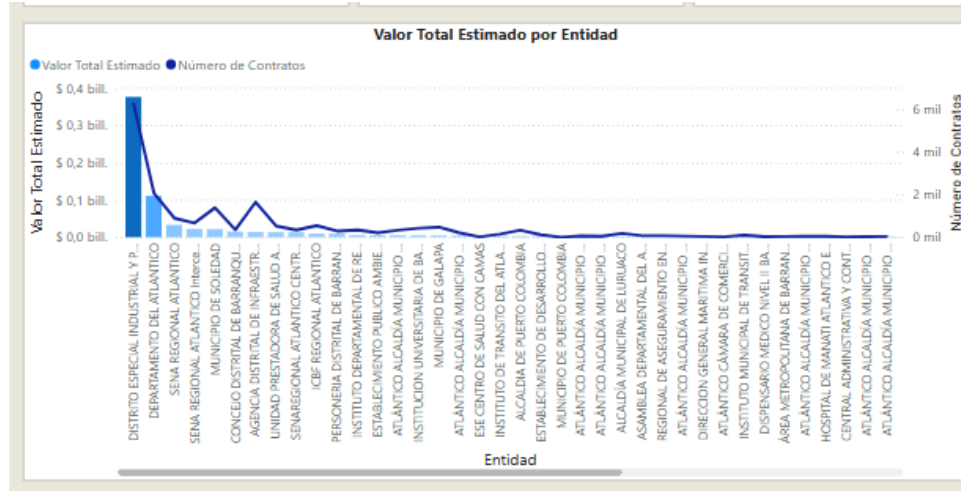 Valor Total Estimado por Entidad
Valor Total Estimado Número de Contratos
Valor Total Estimado
$ 0,4 bill.
$ 0,3 bill.
$ 0,2 bill.
$ 0,1 bill.
$ 0,0 bill.
6 mil
4 mil
2 mil
0 mil
Número de Contratos
DISTRITO ESPECIAL INDUSTRIAL Y P...
DEPARTAMENTO DEL ATLANTICO
SENA REGIONAL ATLANTICO
SENA REGIONAL ATLANTICO Interce...
MUNICIPIO DE SOLEDAD
CONCEJO DISTRITAL DE BARRANQU...
AGENCIA DISTRITAL DE INFRAESTR...
UNIDAD PRESTADORA DE SALUD A...
SENAREGIONAL ATLANTICO CENTR...
ICBF REGIONAL ATLANTICO
PERSONERIA DISTRITAL DE BARRAN...
INSTITUTO DEPARTAMENTAL DE RE...
ESTABLECIMIENTO PUBLICO AMBIE...
ATLÁNTICO ALCALDÍA MUNICIPIO ...
INSTITUCION UNIVERSITARIA DE BA...
MUNICIPIO DE GALAPA
ATLÁNTICO ALCALDÍA MUNICIPIO ...
ESE CENTRO DE SALUD CON CAMAS
INSTITUTO DE TRANSITO DEL ATLA...
ALCALDIA DE PUERTO COLOMBIA
ESTABLECIMIENTO DE DESARROLLO...
MUNICIPIO DE PUERTO COLOMBIA
ATLÁNTICO ALCALDÍA MUNICIPIO ...
ATLÁNTICO ALCALDÍA MUNICIPIO ...
ALCALDÍA MUNICIPAL DE LURUACO
ASAMBLEA DEPARTAMENTAL DEL A...
REGIONAL DE ASEGURAMIENTO EN...
ATLÁNTICO ALCALDÍA MUNICIPIO ...
DIRECCION GENERAL MARITIMA IN...
ATLÁNTICO CÁMARA DE COMERCI...
INSTITUTO MUNICIPAL DE TRANSIT...
DISPENSARIO MEDICO NIVEL II BA...
ÁREA METROPOLITANA DE BARRAN...
ATLÁNTICO ALCALDÍA MUNICIPIO ...
HOSPITAL DE MANATI ATLANTICO E...
CENTRAL ADMINISTRATIVA Y CONT...
ATLÁNTICO ALCALDÍA MUNICIPIO ...
ATLÁNTICO ALCALDÍA MUNICIPIO ...
Entidad